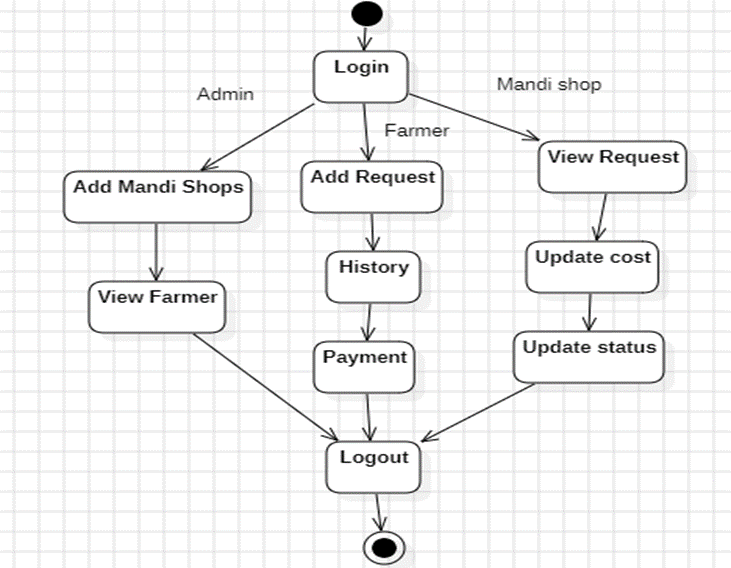 Login
Admin
Mandi shop
Farmer
Add Mandi Shops
Add Request
View Request
View Farmer
History
Update cost
Payment
Update status
Logout